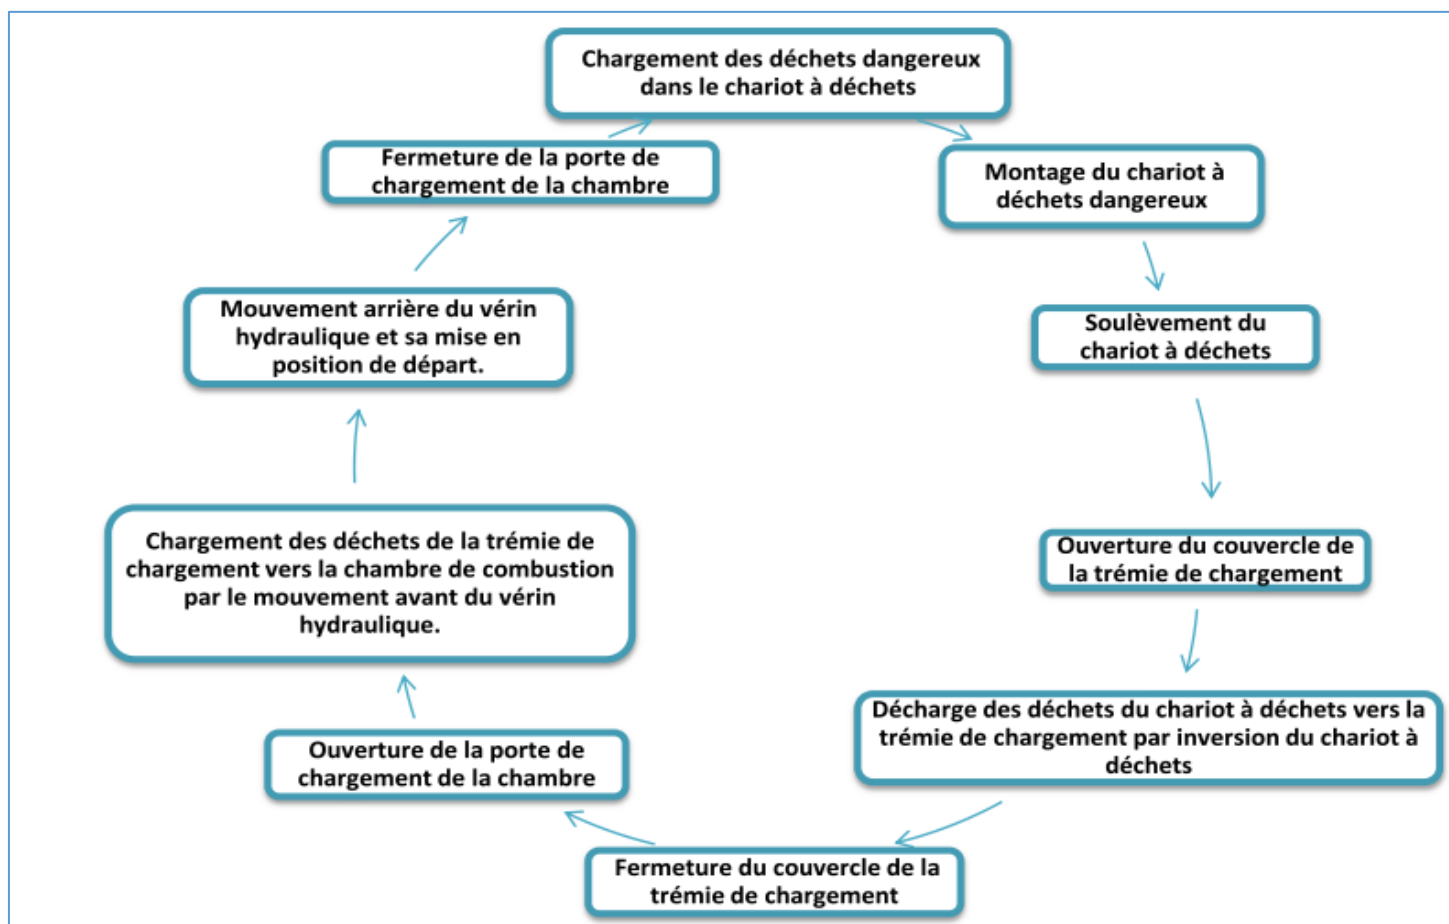 Chargement des déchets dangereux
dans le chariot à déchets
Montage du chariot à
déchets dangereux
Soulèvement du
chariot à déchets
Ouverture du couvercle de
la trémie de chargement
Décharge des déchets du chariot à déchets vers la
trémie de chargement par inversion du chariot à
déchets
Fermeture du couvercle de la
trémie de chargement
Ouverture de la porte de
chargement de la chambre
Chargement des déchets de la trémie de
chargement vers la chambre de combustion
par le mouvement avant du vérin
hydraulique.
Mouvement arrière du vérin
hydraulique et sa mise en
position de départ.
Fermeture de la porte de
chargement de la chambre